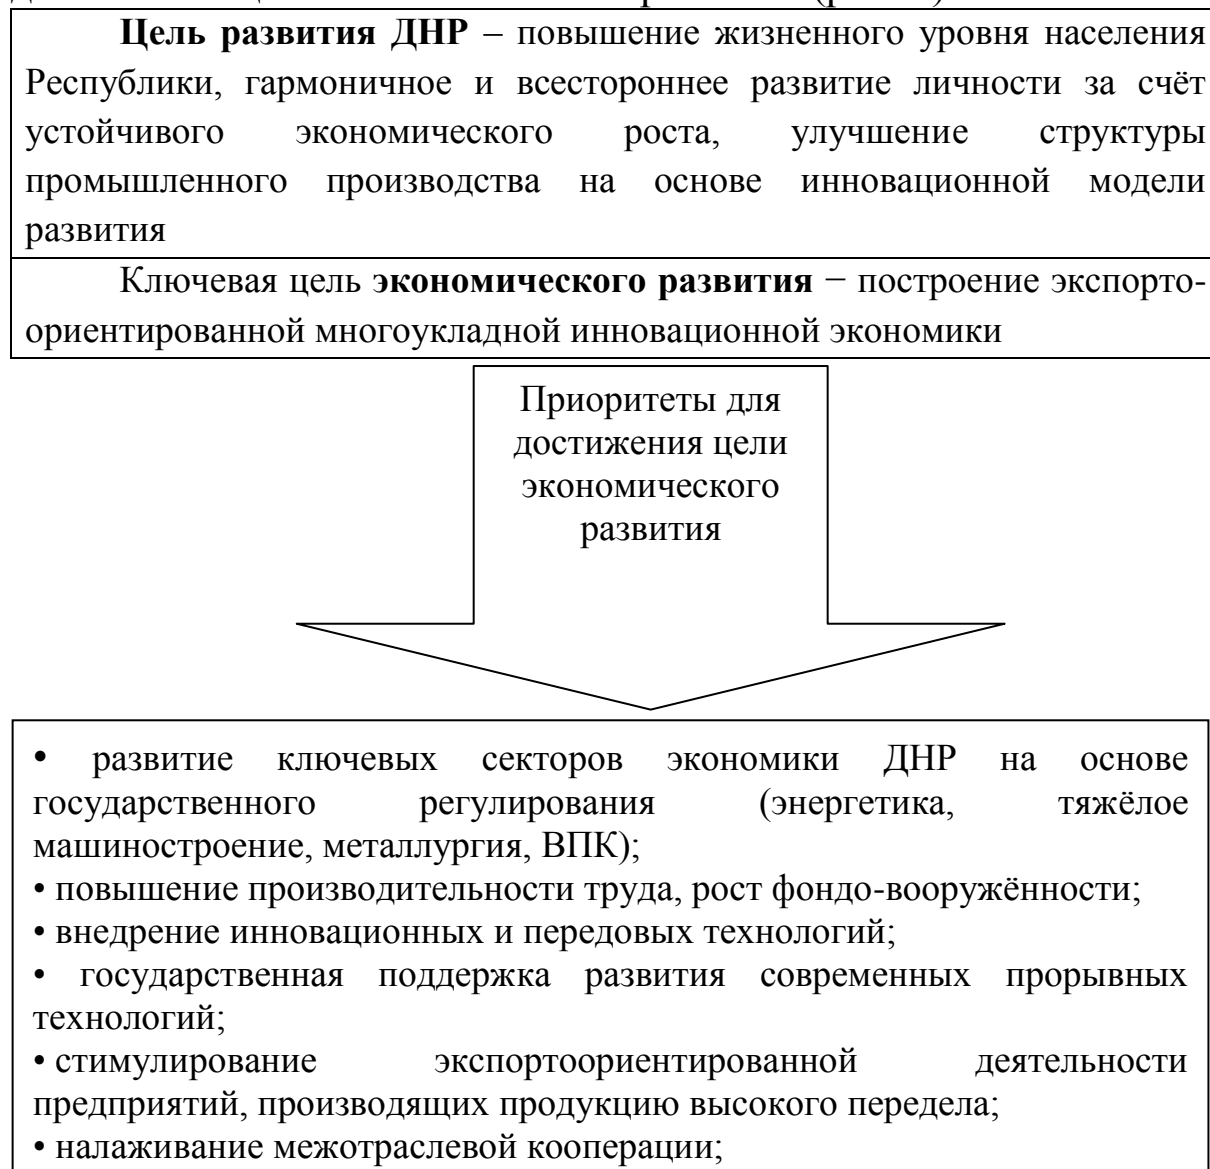 Цель развития ДНР – повышение жизненного уровня населения
Республики, гармоничное и всестороннее развитие личности за счёт
устойчивого экономического роста, улучшение структуры
промышленного производства на основе инновационной модели
развития
Ключевая цель экономического развития − построение экспорто-
ориентированной многоукладной инновационной экономики
Приоритеты для
достижения цели
экономического
развития
• развитие ключевых секторов экономики ДНР на основе
государственного регулирования (энергетика, тяжёлое
машиностроение, металлургия, ВПК);
• повышение производительности труда, рост фондо-вооружённости;
• внедрение инновационных и передовых технологий;
• государственная поддержка развития современных прорывных
технологий;
• стимулирование экспортоориентированной деятельности
предприятий, производящих продукцию высокого передела;
• налаживание межотраслевой кооперации;